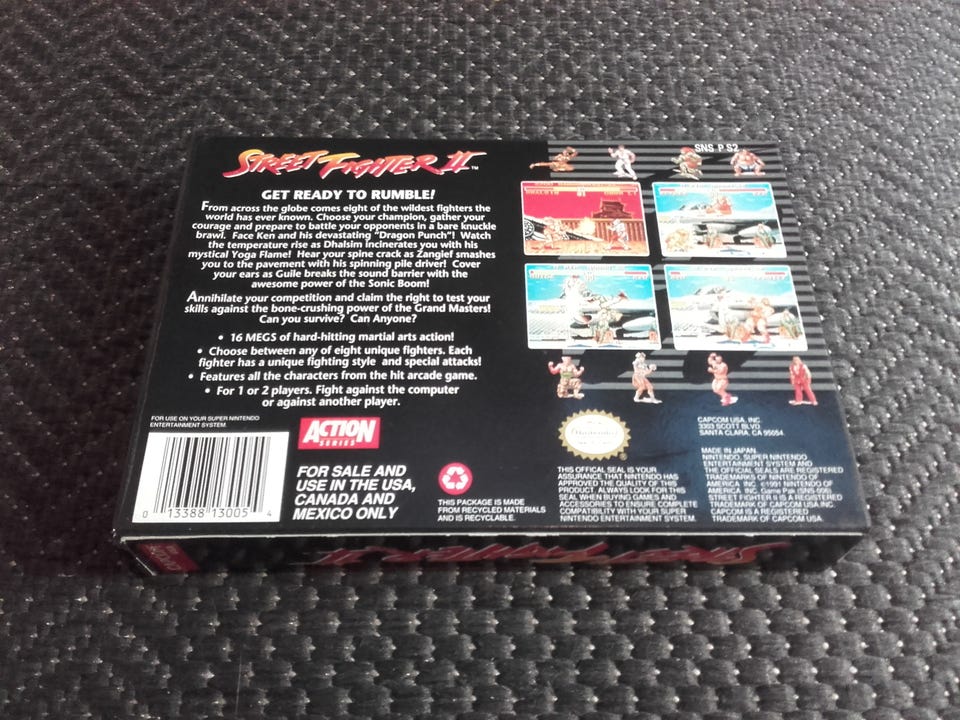 STREET FIGHTER II™
SNS P S2
GET READY TO RUMBLE!
From across the globe comes eight of the wildest fighters the
world has ever known. Choose your champion, gather your
courage and prepare to battle your opponents in a bare knuckle
brawl. Face Ken and his devastating "Dragon Punch"! Watch
the temperature rise as Dhalsim incinerates you with his
mystical Yoga Flame! Hear your spine crack as Zangief smashes
you to the pavement with his spinning pile driver! Cover
your ears as Guile breaks the sound barrier with the
awesome power of the Sonic Boom!
Annihilate your competition and claim the right to test your
skills against the bone-crushing power of the Grand Masters!
Can you survive? Can Anyone?
• 16 MEGS of hard-hitting martial arts action!
• Choose between any of eight unique fighters. Each
fighter has a unique fighting style and special attacks!
• Features all the characters from the hit arcade game.
• For 1 or 2 players. Fight against the computer
or against another player.
FOR USE ON YOUR SUPER NINTENDO
ENTERTAINMENT SYSTEM.
0 13388 13005 4
ACTION
SERIES
FOR SALE AND
USE IN THE USA,
CANADA AND
MEXICO ONLY
THIS PACKAGE IS MADE
FROM RECYCLED MATERIALS
AND IS RECYCLABLE.
Nintendo
THIS OFFICIAL SEAL IS YOUR
ASSURANCE THAT NINTENDO HAS
APPROVED THE QUALITY OF THIS
PRODUCT. ALWAYS LOOK FOR THIS
SEAL WHEN BUYING GAMES AND
ACCESSORIES TO ENSURE COMPLETE
COMPATIBILITY WITH YOUR SUPER
NINTENDO ENTERTAINMENT SYSTEM.
CAPCOM USA, INC.
3303 SCOTT BLVD.
SANTA CLARA, CA 95054.
MADE IN JAPAN.
NINTENDO, SUPER NINTENDO
ENTERTAINMENT SYSTEM AND
THE OFFICIAL SEALS ARE REGISTERED
TRADEMARKS OF NINTENDO OF
AMERICA INC. ©1991 NINTENDO OF
AMERICA INC. Game Pak (SNS-006)
STREET FIGHTER II IS A REGISTERED
TRADEMARK OF CAPCOM USA.INC.
CAPCOM IS A REGISTERED
TRADEMARK OF CAPCOM USA.
STREET FIGHTER II